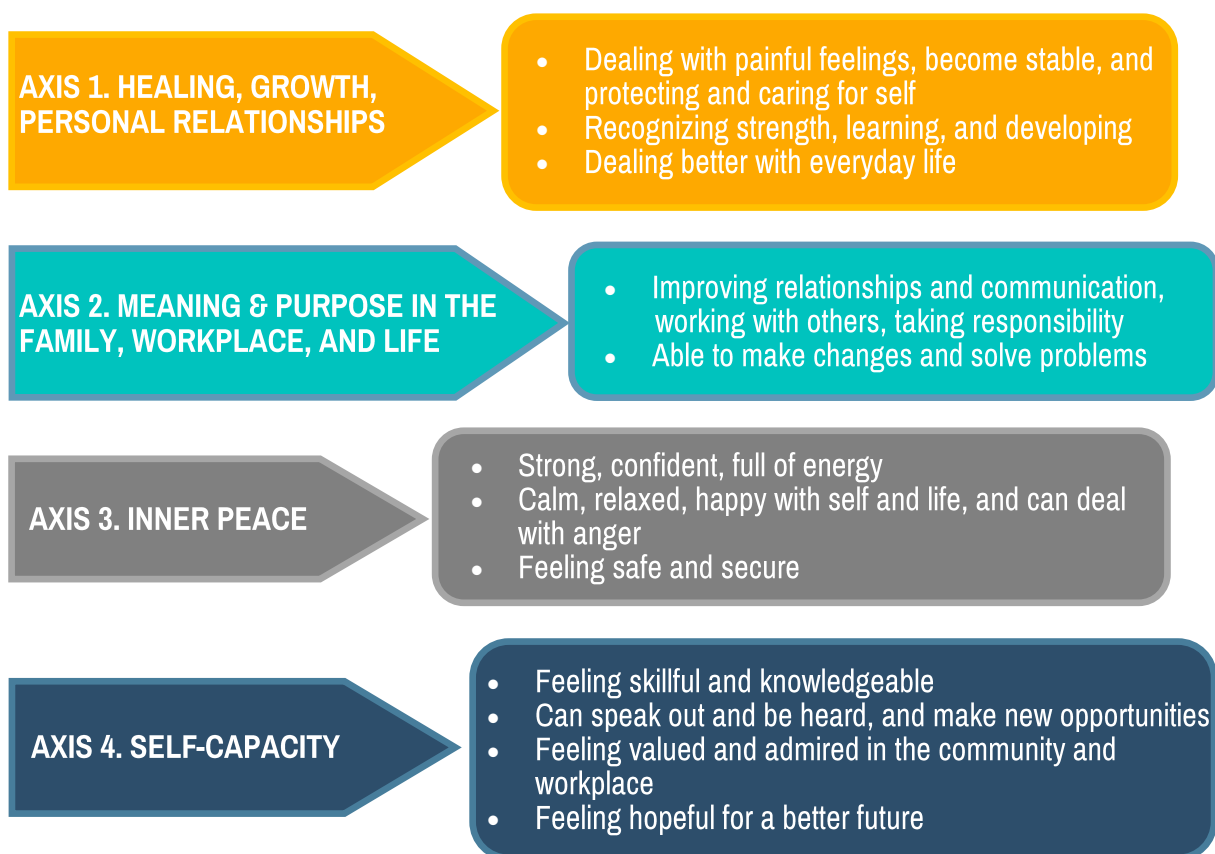 AXIS 1. HEALING, GROWTH,
PERSONAL RELATIONSHIPS
• Dealing with painful feelings, become stable, and
protecting and caring for self
• Recognizing strength, learning, and developing
• Dealing better with everyday life
AXIS 2. MEANING & PURPOSE IN THE
FAMILY, WORKPLACE, AND LIFE
• Improving relationships and communication,
working with others, taking responsibility
• Able to make changes and solve problems
AXIS 3. INNER PEACE
• Strong, confident, full of energy
• Calm, relaxed, happy with self and life, and can deal
with anger
• Feeling safe and secure
AXIS 4. SELF-CAPACITY
• Feeling skillful and knowledgeable
• Can speak out and be heard, and make new opportunities
• Feeling valued and admired in the community and
workplace
• Feeling hopeful for a better future